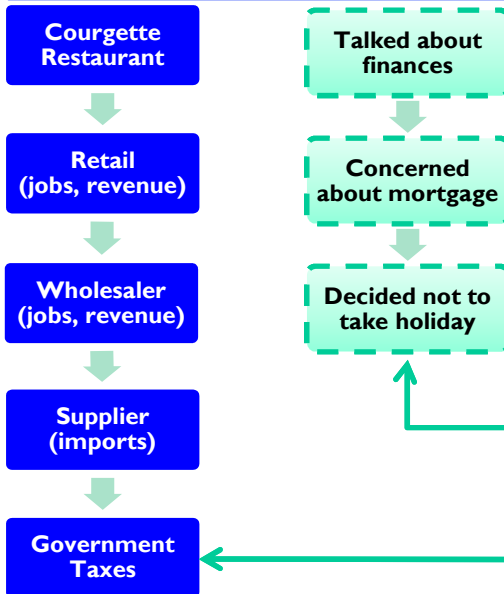 Courgette
Restaurant
Retail
(jobs, revenue)
Wholesaler
(jobs, revenue)
Supplier
(imports)
Government
Taxes
Talked about
finances
Concerned
about mortgage
Decided not to
take holiday